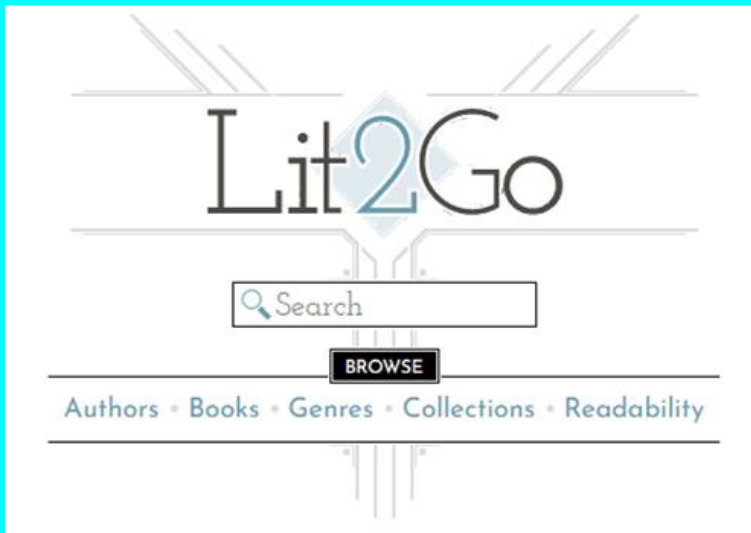 Lit2Go
Search
BROWSE
Authors • Books • Genres • Collections • Readability